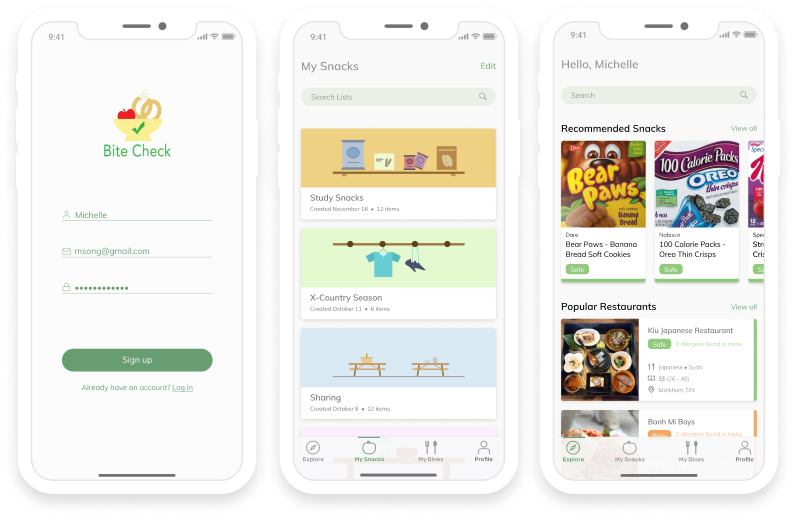 9:41
Bite Check
Michelle
msong@gmail.com
Sign up
Already have an account? Log in
9:41
My Snacks
Edit
Search Lists
Study Snacks
Created November 18 • 12 items
X-Country Season
Created October 11 • 6 items
Sharing
Created October 8 • 12 items
Explore
My Snacks
My Dines
Profile
9:41
Hello, Michelle
Search
Recommended Snacks
View all
Dare
Bear Paws
Banana Bread
100 Calorie Packs
OREO
thin crisps
Dare
Bear Paws - Banana
Bread Soft Cookies
Safe
Nabisco
100 Calorie Packs -
Oreo Thin Crisps
Safe
Popular Restaurants
View all
Kiu Japanese Restaurant
Safe
0 allergens found in menu
Japanese • Sushi
$$ (26 - 40)
Markham, ON
Banh Mi Boys
2 allergens found in menu
Explore
My Snacks
My Dines
Profile